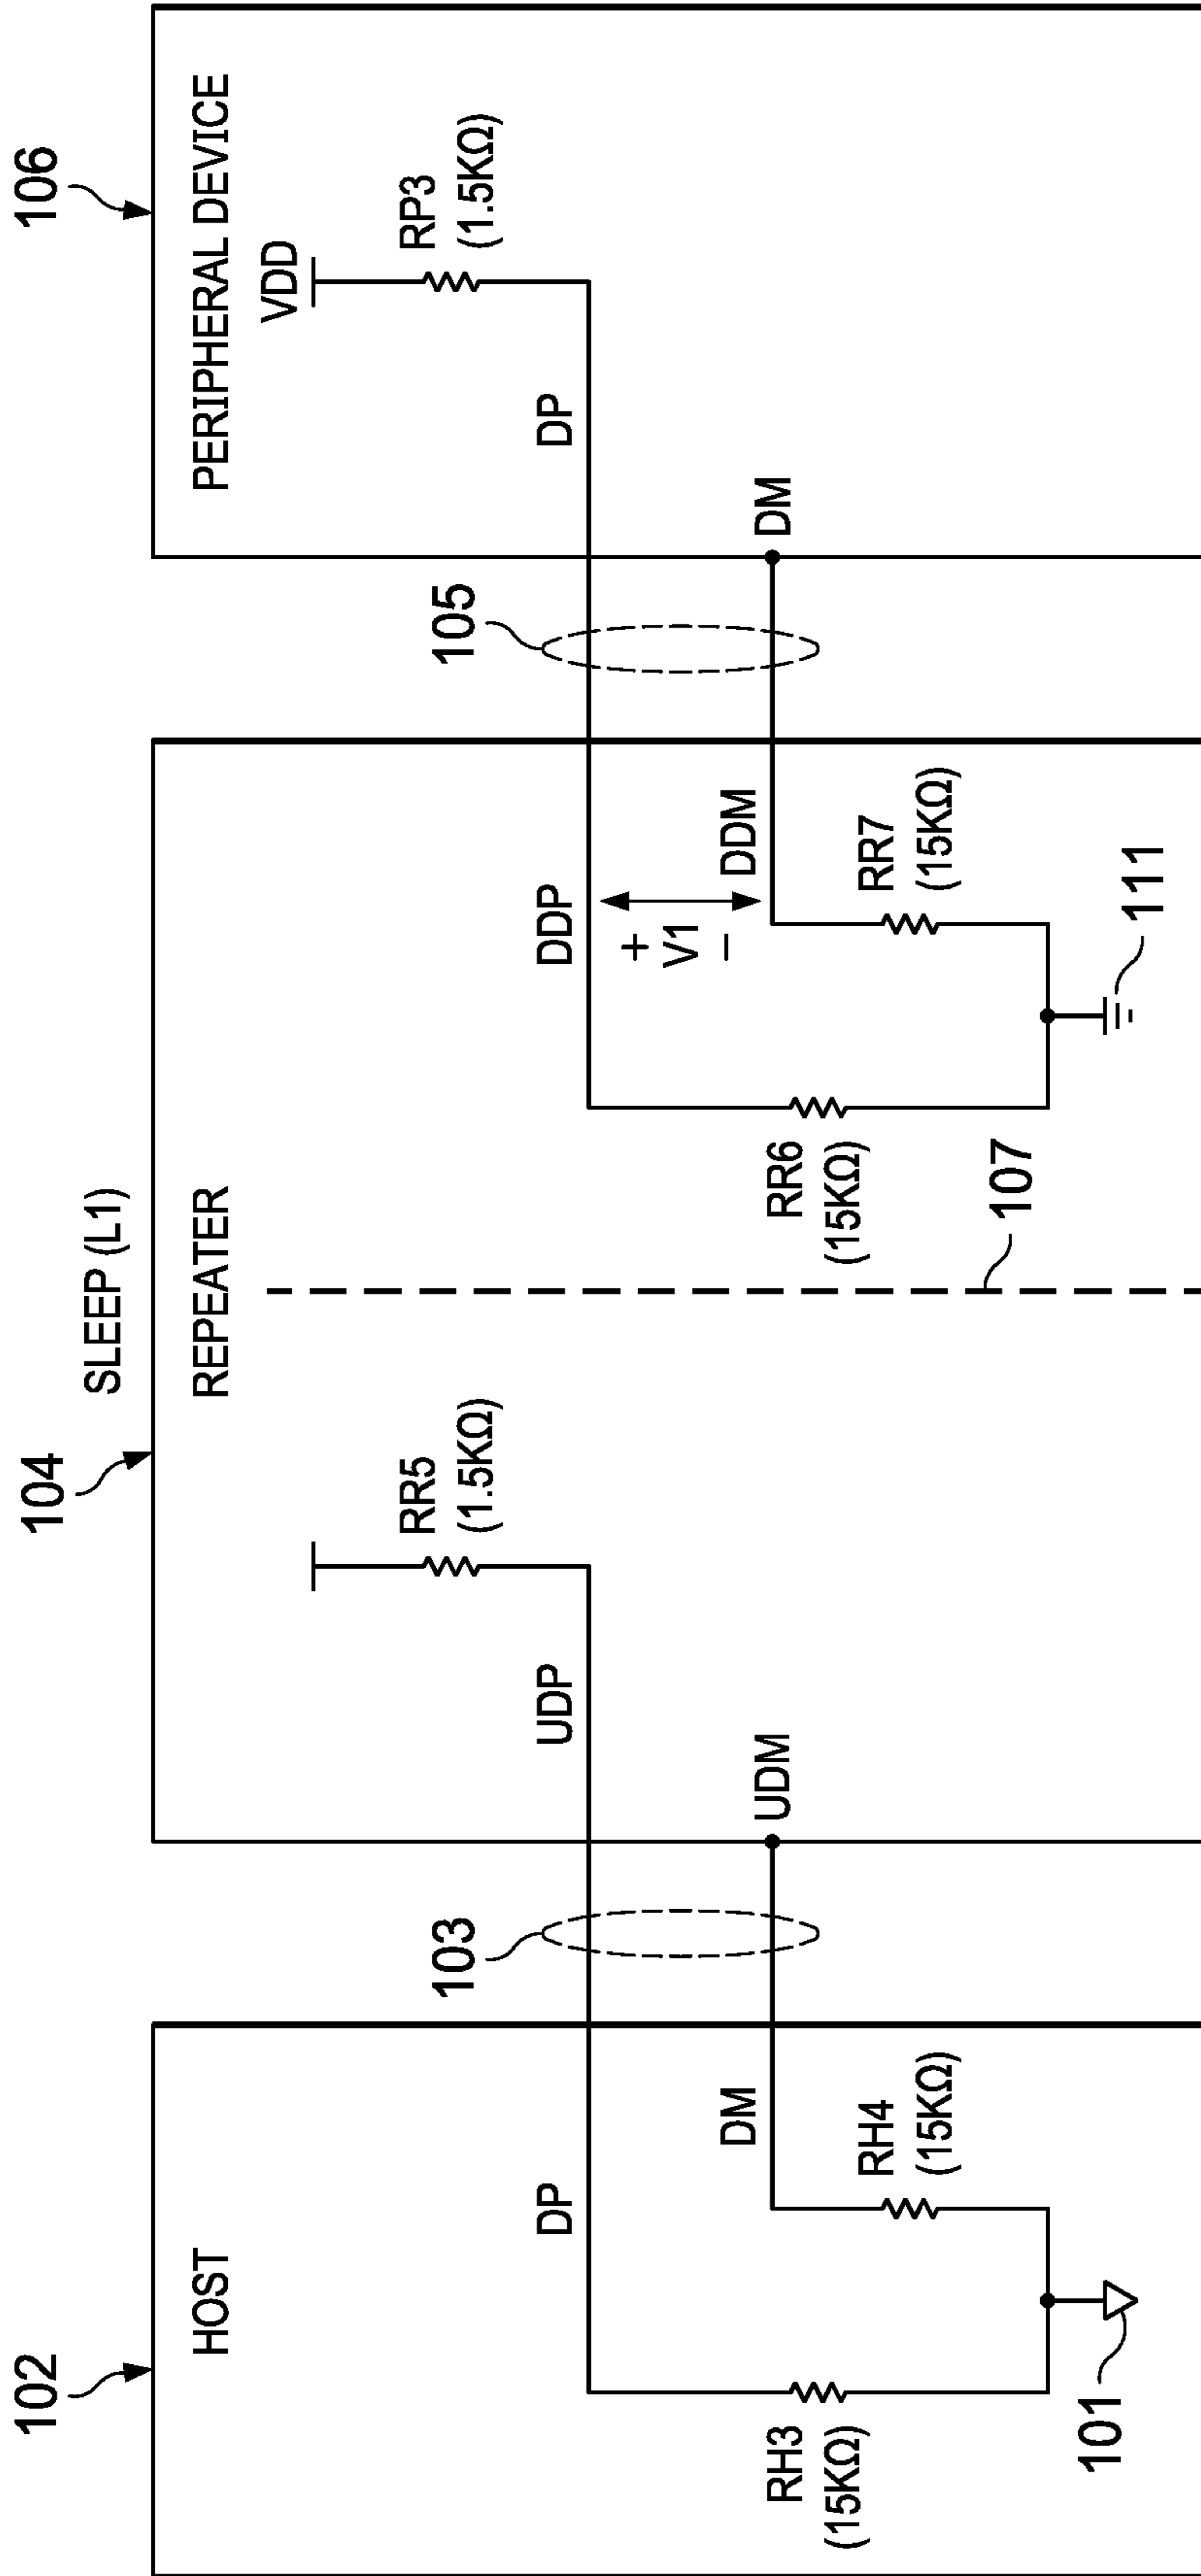 SLEEP (L1)
102
HOST
DP
DM
RH3
(15KΩ)
RH4
(15KΩ)
101
103
104
REPEATER
UDP
UDM
RR5
(1.5KΩ)
107
DDP
+
V1
−
DDM
RR6
(15KΩ)
RR7
(15KΩ)
111
105
106
PERIPHERAL DEVICE
VDD
RP3
(1.5KΩ)
DP
DM